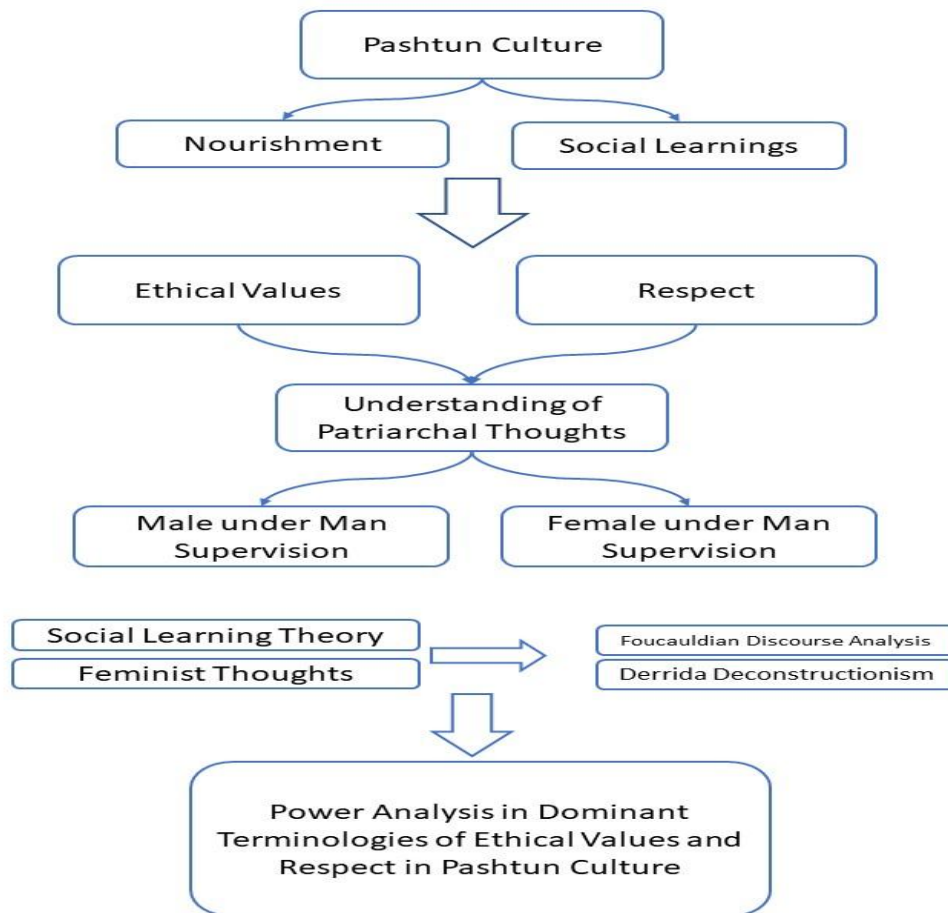 Pashtun Culture
Nourishment
Social Learnings
Ethical Values
Respect
Understanding of
Patriarchal Thoughts
Male under Man
Supervision
Female under Man
Supervision
Social Learning Theory
Feminist Thoughts
Foucauldian Discourse Analysis
Derrida Deconstructionism
Power Analysis in Dominant
Terminologies of Ethical Values and
Respect in Pashtun Culture